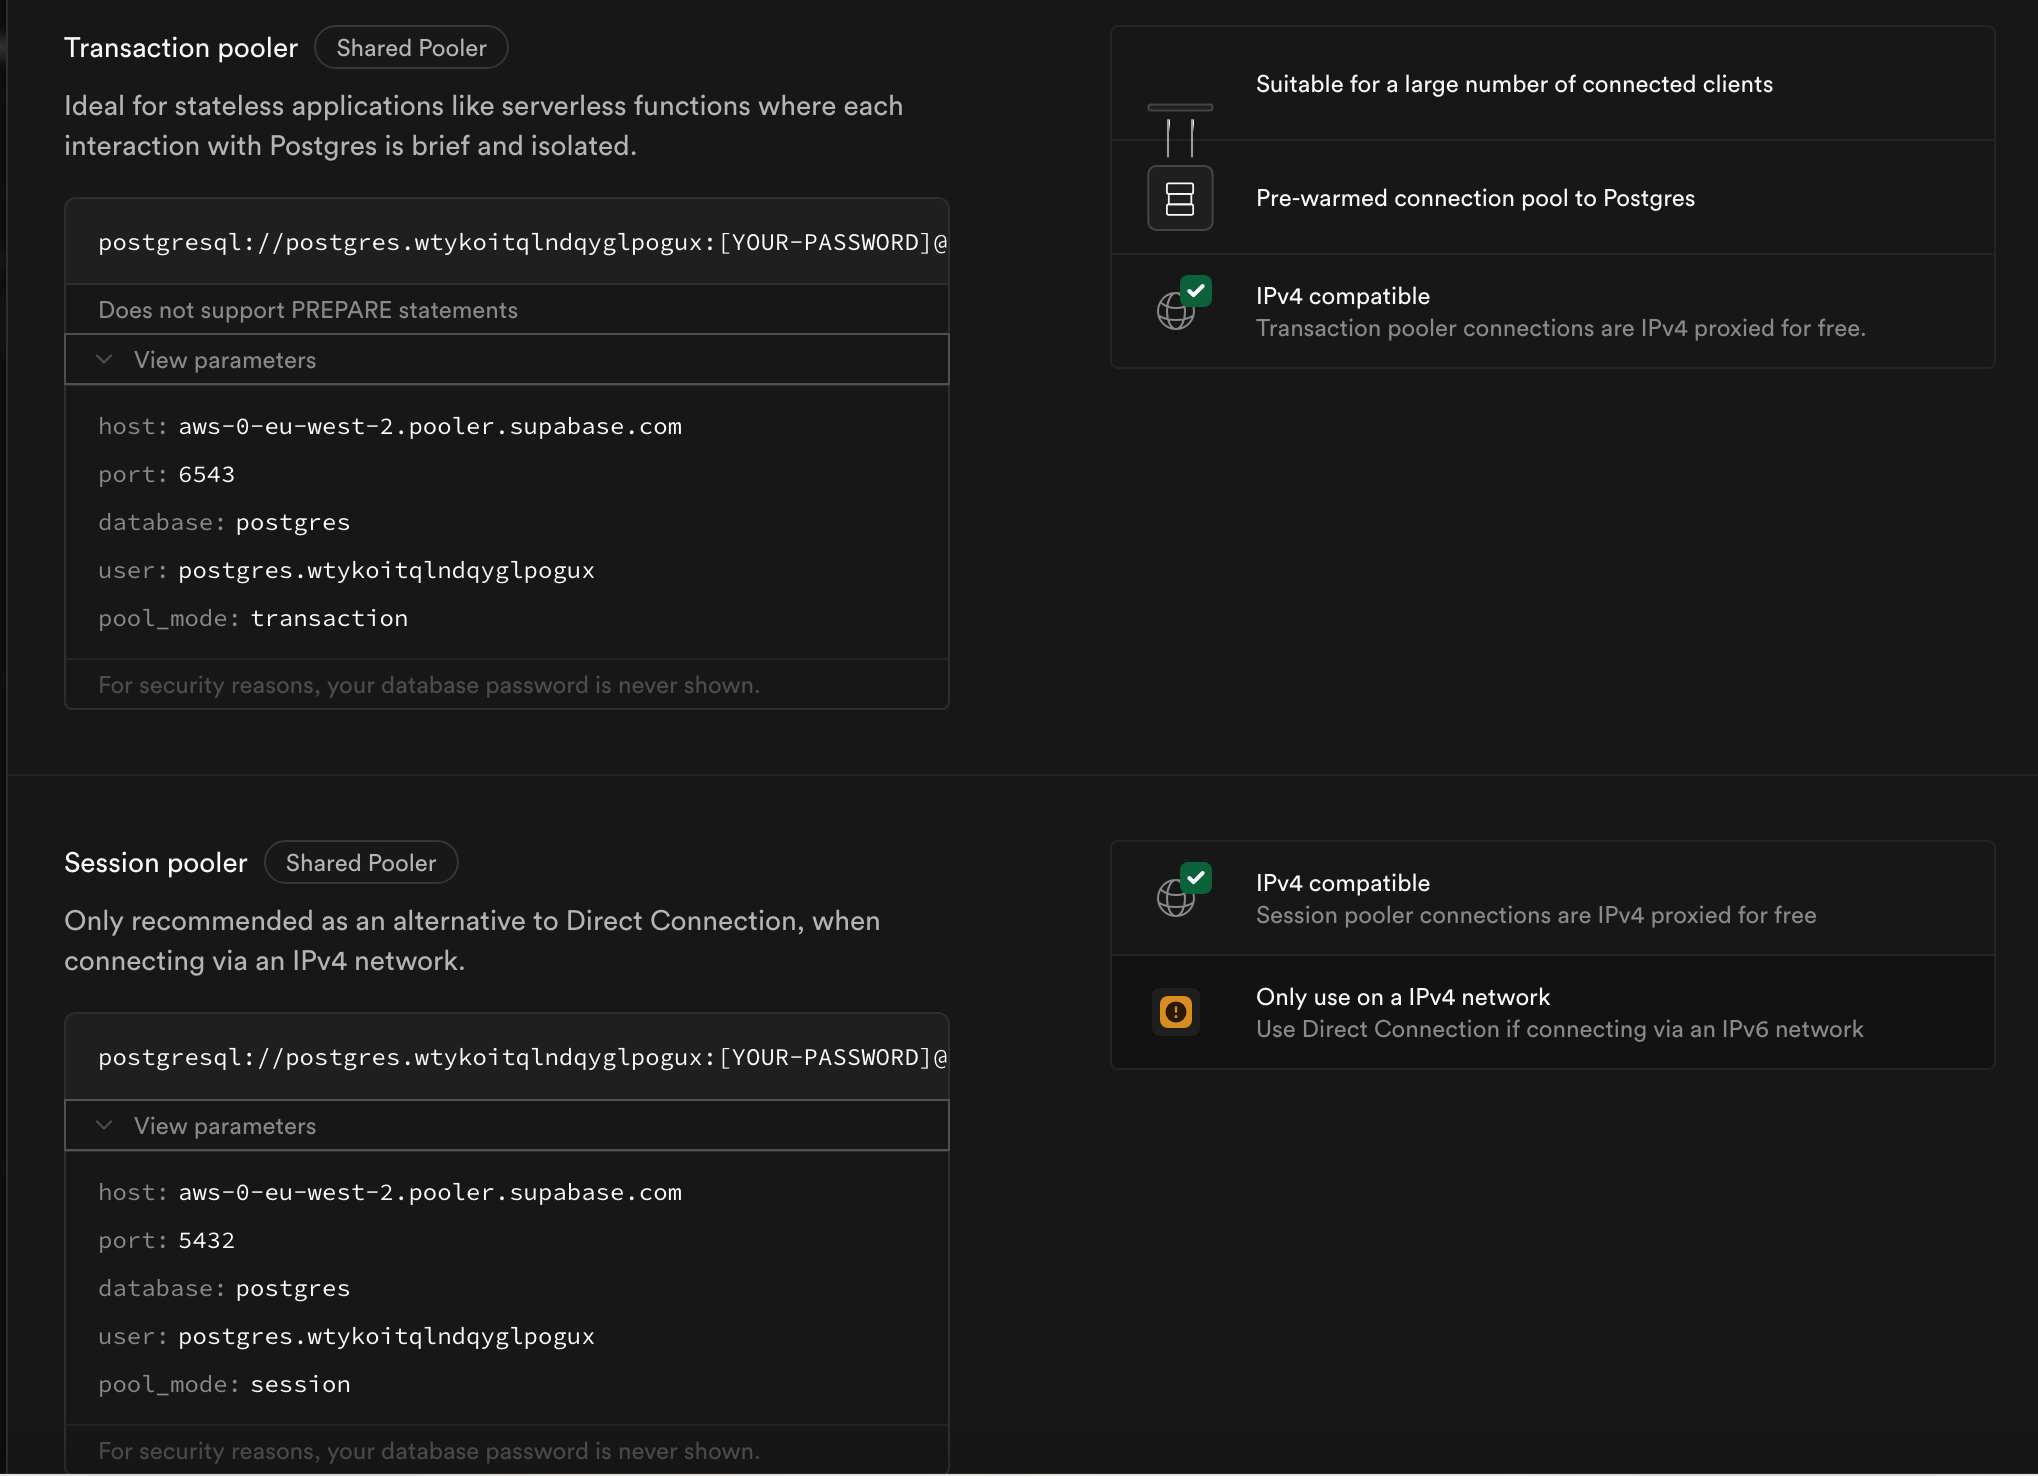 Transaction pooler Shared Pooler
Ideal for stateless applications like serverless functions where each
interaction with Postgres is brief and isolated.
postgresql://postgres.wtykoitqlndqyglpogux:[YOUR-PASSWORD]@
Does not support PREPARE statements
View parameters
host: aws-0-eu-west-2.pooler.supabase.com
port: 6543
database: postgres
user: postgres.wtykoitqlndqyglpogux
pool_mode: transaction
For security reasons, your database password is never shown.
Suitable for a large number of connected clients
Pre-warmed connection pool to Postgres
IPv4 compatible
Transaction pooler connections are IPv4 proxied for free.
Session pooler Shared Pooler
Only recommended as an alternative to Direct Connection, when
connecting via an IPv4 network.
postgresql://postgres.wtykoitqlndqyglpogux:[YOUR-PASSWORD]@
View parameters
host: aws-0-eu-west-2.pooler.supabase.com
port: 5432
database: postgres
user: postgres.wtykoitqlndqyglpogux
pool_mode: session
For security reasons, your database password is never shown.
IPv4 compatible
Session pooler connections are IPv4 proxied for free
Only use on a IPv4 network
Use Direct Connection if connecting via an IPv6 network